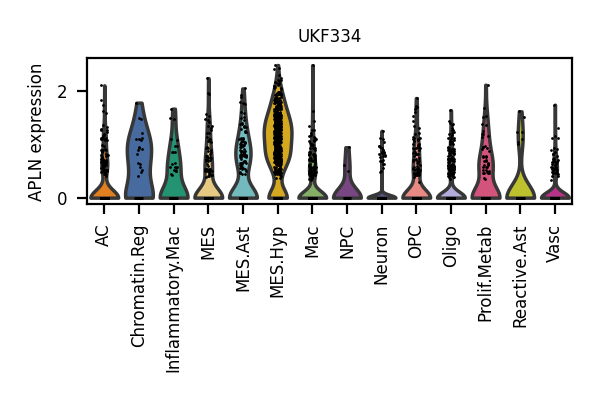 UKF334
APLN expression
2
0
AC
Chromatin.Reg
Inflammatory.Mac
MES
MES.Ast
MES.Hyp
Mac
NPC
Neuron
OPC
Oligo
Prolif.Metab
Reactive.Ast
Vasc